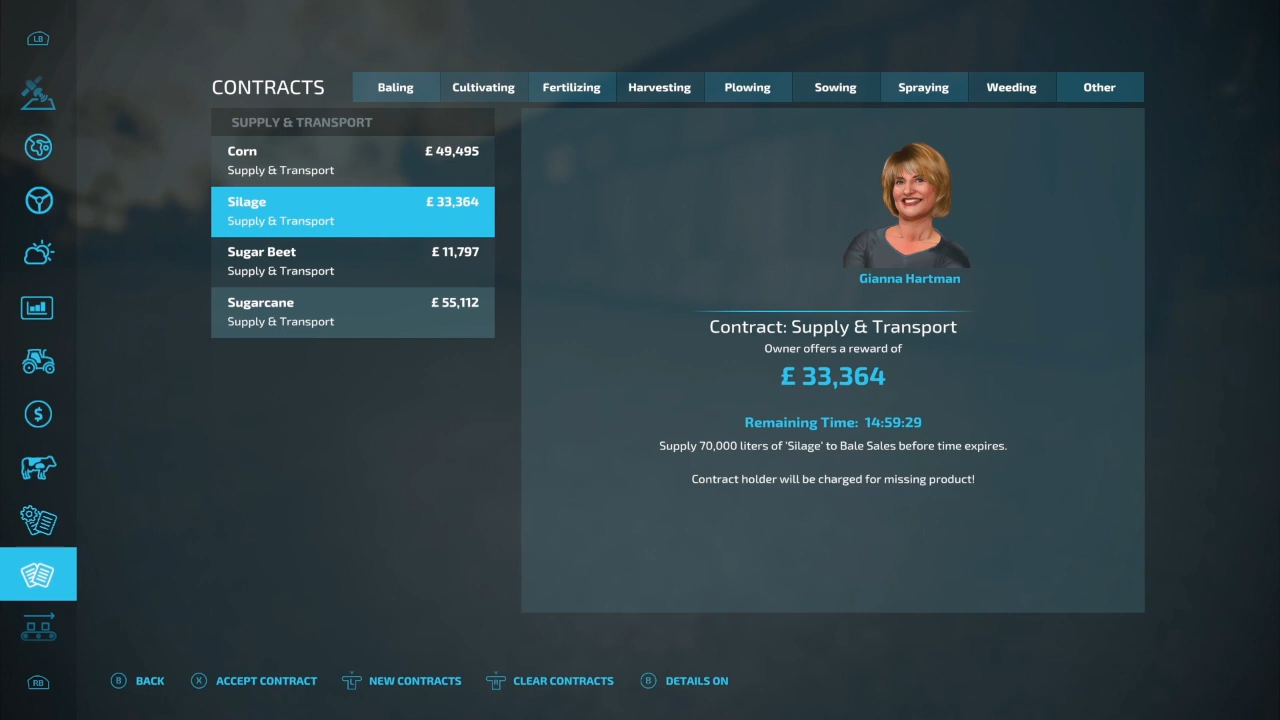 LB
CONTRACTS
Baling
Cultivating
Fertilizing
Harvesting
Plowing
Sowing
Spraying
Weeding
Other
SUPPLY & TRANSPORT
Corn £ 49,495
Supply & Transport
Silage £ 33,364
Supply & Transport
Sugar Beet £ 11,797
Supply & Transport
Sugarcane £ 55,112
Supply & Transport
Gianna Hartman
Contract: Supply & Transport
Owner offers a reward of
£ 33,364
Remaining Time: 14:59:29
Supply 70,000 liters of 'Silage' to Bale Sales before time expires.
Contract holder will be charged for missing product!
RB
B BACK
X ACCEPT CONTRACT
L NEW CONTRACTS
R CLEAR CONTRACTS
B DETAILS ON